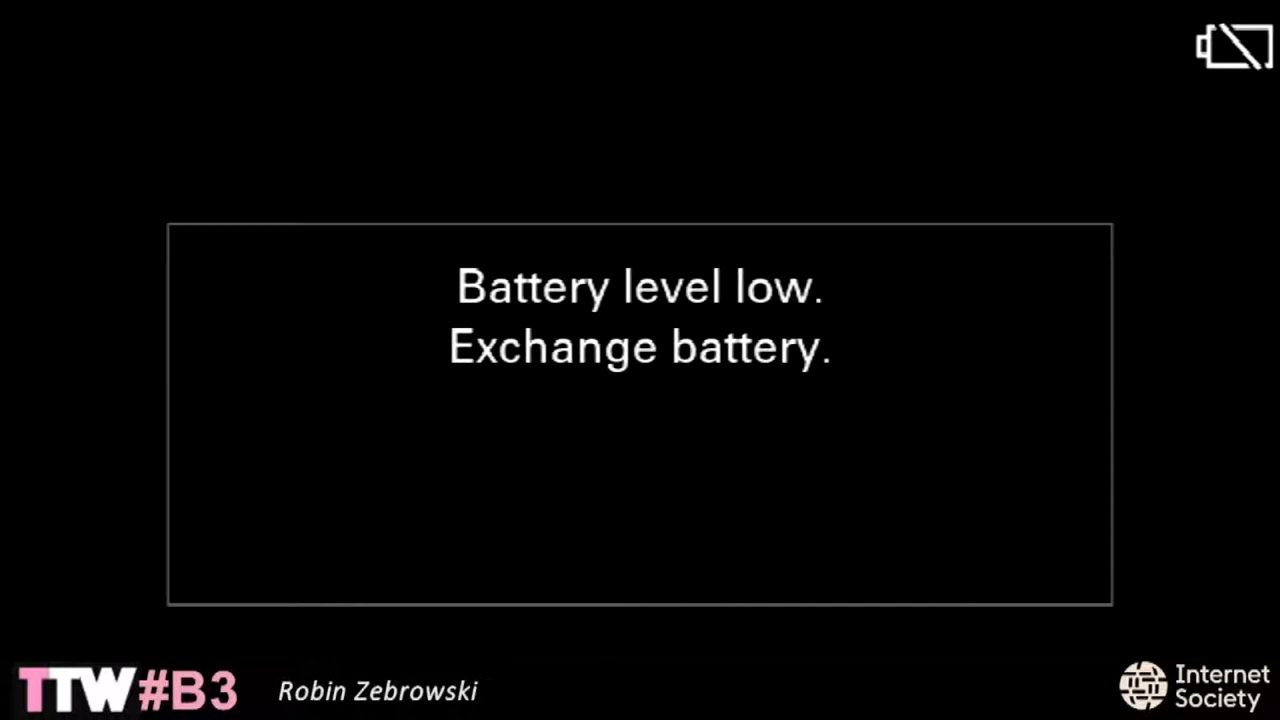 Battery level low.
Exchange battery.
TTW#B3
Robin Zebrowski
Internet
Society